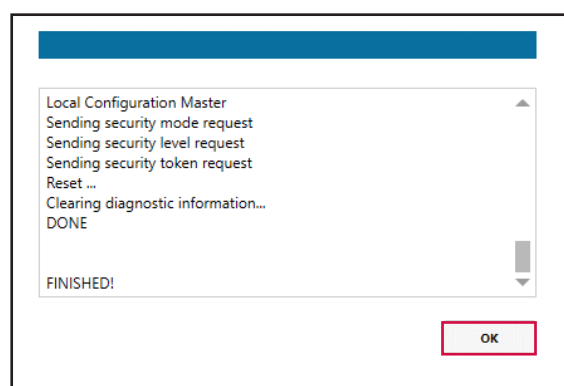 Local Configuration Master
Sending security mode request
Sending security level request
Sending security token request
Reset ...
Clearing diagnostic information...
DONE
FINISHED!
OK